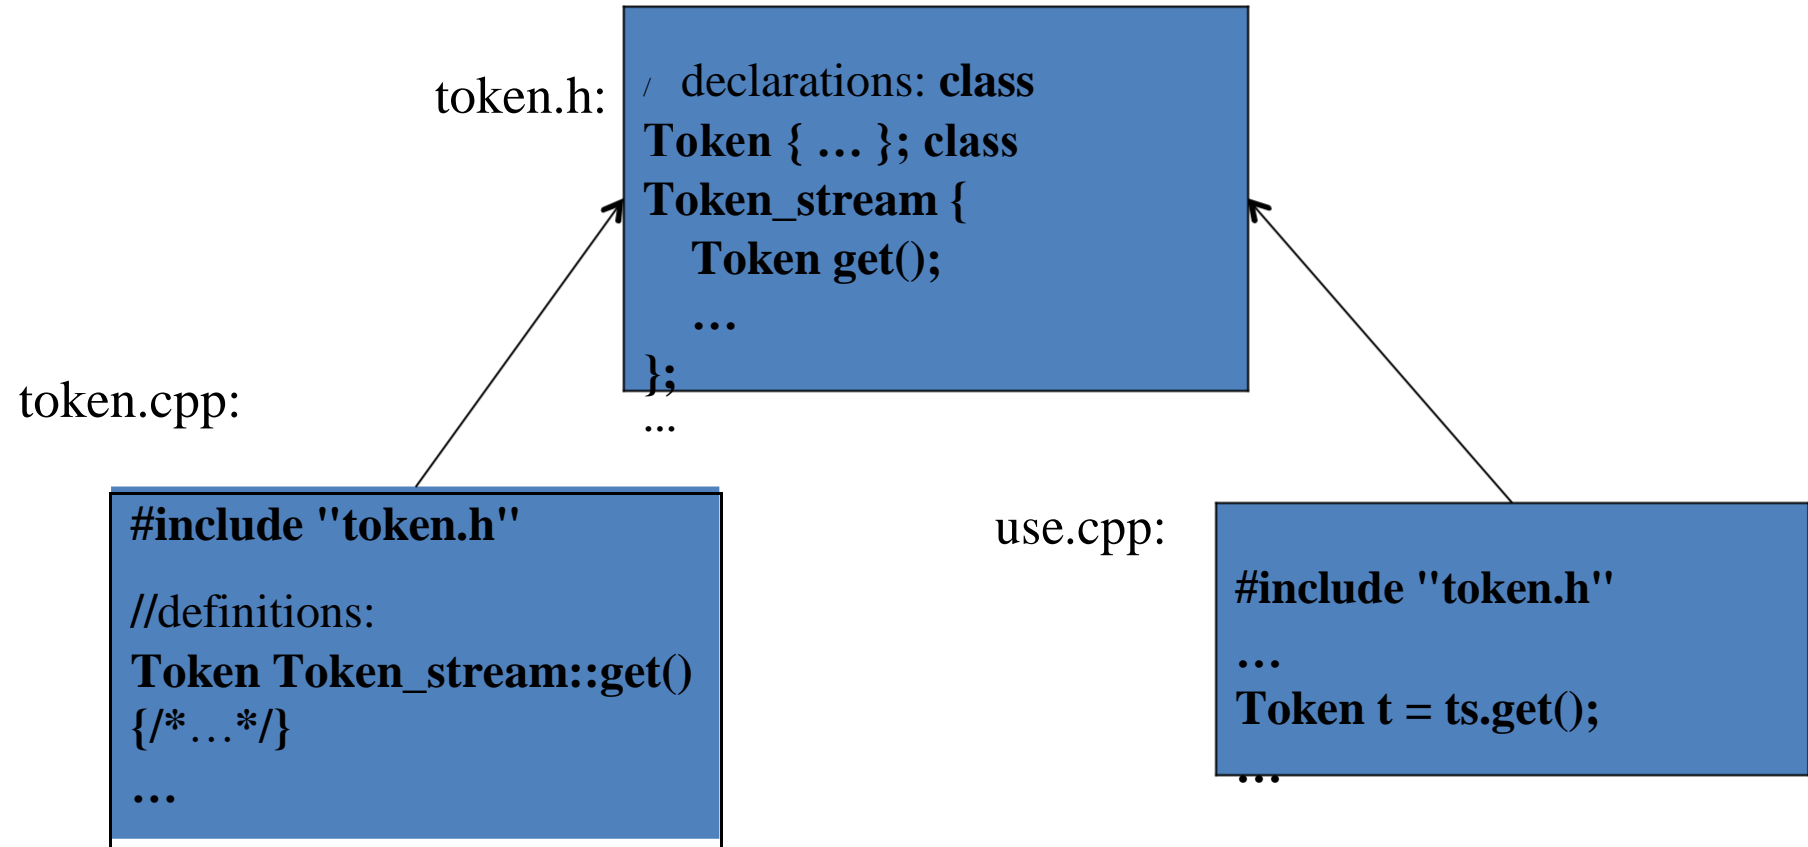 token.h:
/ declarations: class
Token { … }; class
Token_stream {
Token get();
…
};
...
token.cpp:
#include "token.h"
//definitions:
Token Token_stream::get()
{/*…*/}
…
use.cpp:
#include "token.h"
…
Token t = ts.get();
…